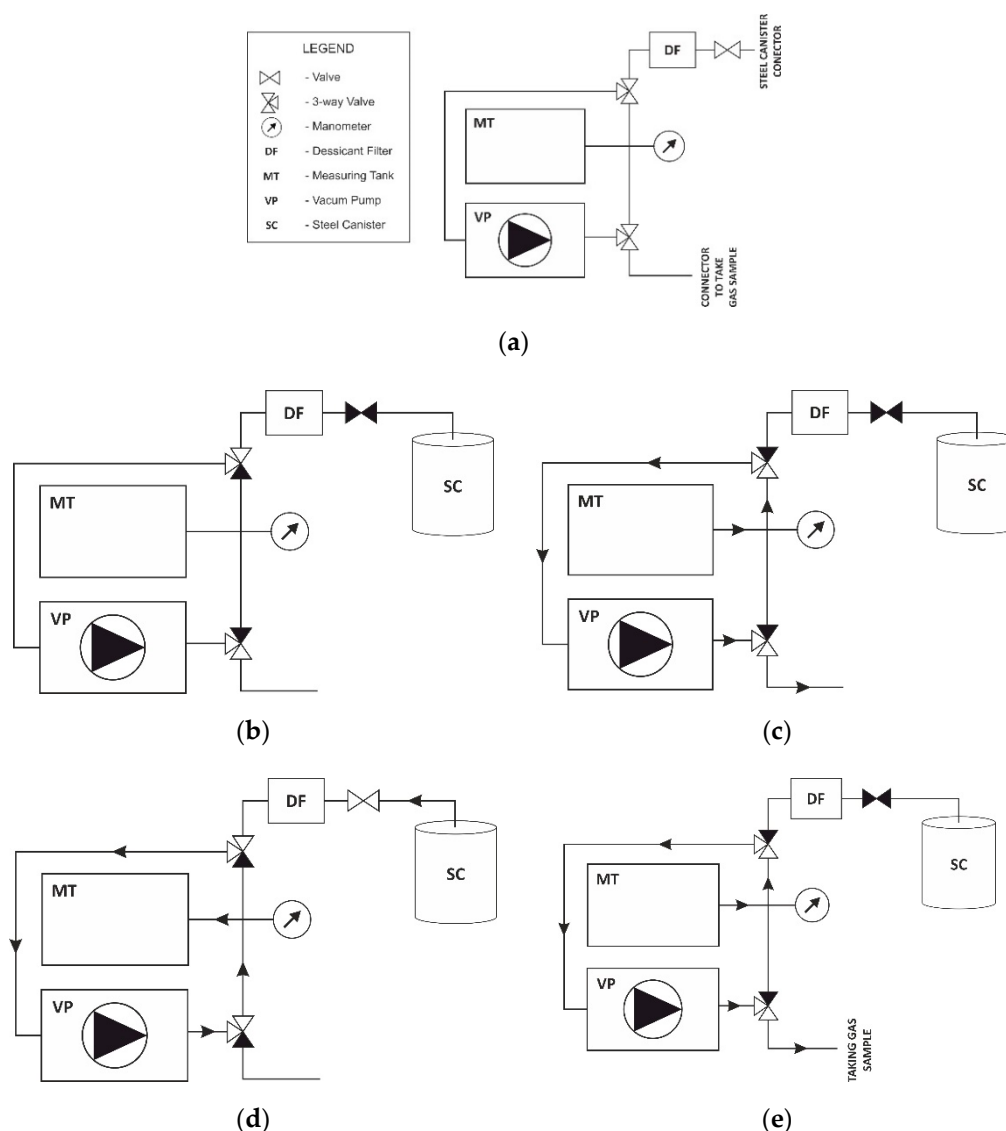 LEGEND
- Valve
- 3-way Valve
- Manometer
DF - Dessicant Filter
MT - Measuring Tank
VP - Vacum Pump
SC - Steel Canister
DF
STEEL CANISTER
CONECTOR
MT
VP
CONNECTOR
TO TAKE
GAS SAMPLE
(a)
DF
SC
MT
VP
(b)
DF
SC
MT
VP
(c)
DF
SC
MT
VP
(d)
DF
SC
MT
VP
TAKING GAS
SAMPLE
(e)